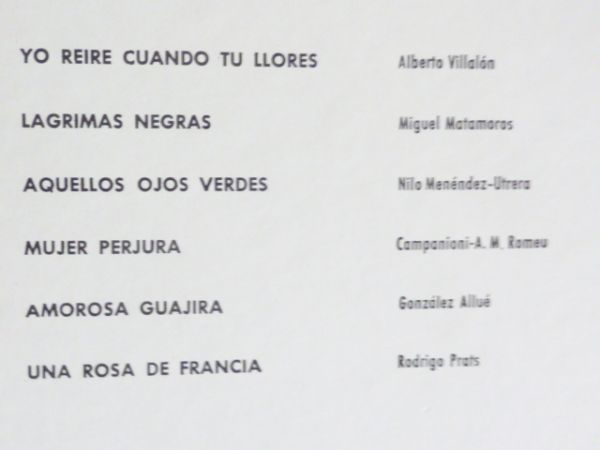 YO REIRE CUANDO TU LLORES Alberto Villalón
LAGRIMAS NEGRAS Miguel Matamoros
AQUELLOS OJOS VERDES Nilo Menéndez-Utrera
MUJER PERJURA Companioni-A. M. Romeu
AMOROSA GUAJIRA González Allué
UNA ROSA DE FRANCIA Rodrigo Prats